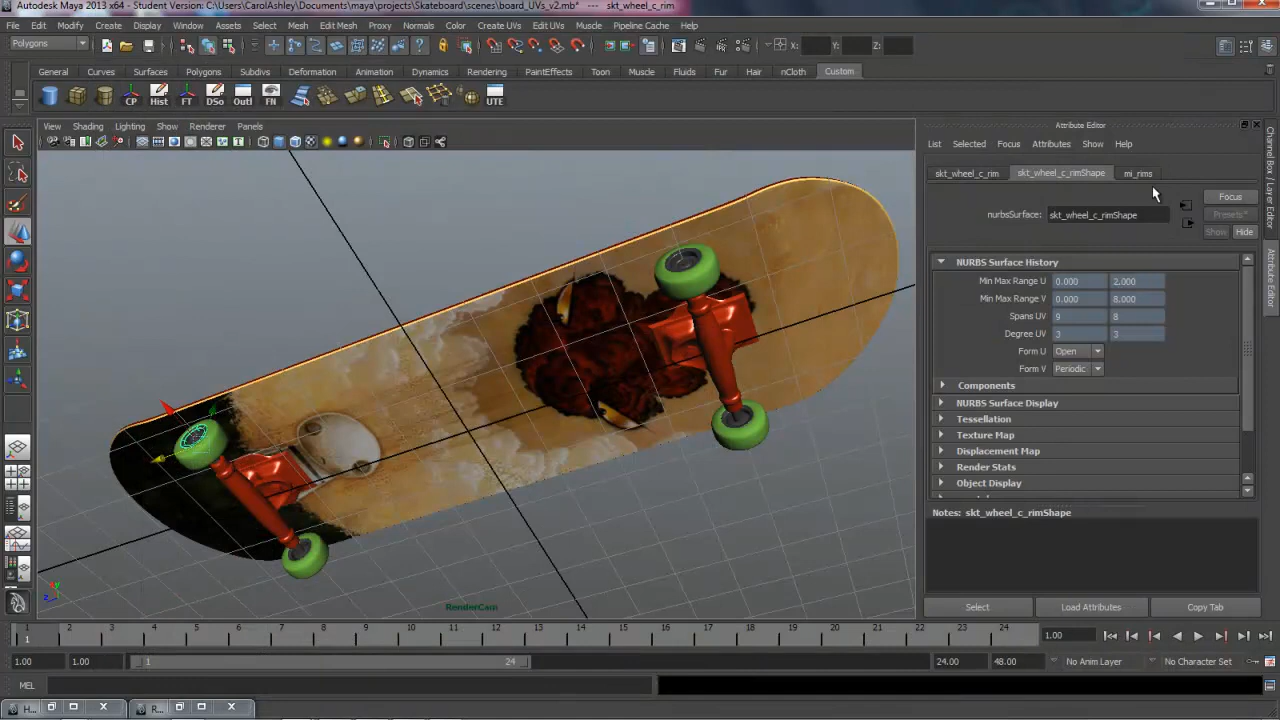 Autodesk Maya 2013 x64 - Student Version: C:\Users\CarolAshley\Documents\maya\projects\Skateboard\scenes\board_UVs_v2.mb* --- skt_wheel_c_rim
File Edit Modify Create Display Window Assets Select Mesh Edit Mesh Proxy Normals Color Create UVs Edit UVs Muscle Pipeline Cache Help
Polygons X: Y: Z:
General Curves Surfaces Polygons Subdivs Deformation Animation Dynamics Rendering PaintEffects Toon Muscle Fluids Fur Hair nCloth Custom
CP Hist FT DSo Outl FN UTE
View Shading Lighting Show Renderer Panels
Attribute Editor
List Selected Focus Attributes Show Help
skt_wheel_c_rim skt_wheel_c_rimShape mi_rims
Focus
nurbsSurface: skt_wheel_c_rimShape Presets*
Show Hide
NURBS Surface History
Min Max Range U 0.000 2.000
Min Max Range V 0.000 8.000
Spans UV 9 8
Degree UV 3 3
Form U Open
Form V Periodic
Components
NURBS Surface Display
Tessellation
Texture Map
Displacement Map
Render Stats
Object Display
Notes: skt_wheel_c_rimShape
Select Load Attributes Copy Tab
Channel Box / Layer Editor
Attribute Editor
RenderCam
1 2 3 4 5 6 7 8 9 10 11 12 13 14 15 16 17 18 19 20 21 22 23 24 1.00
1
1.00 1.00 1 24 24.00 48.00 No Anim Layer No Character Set
MEL
H... R...